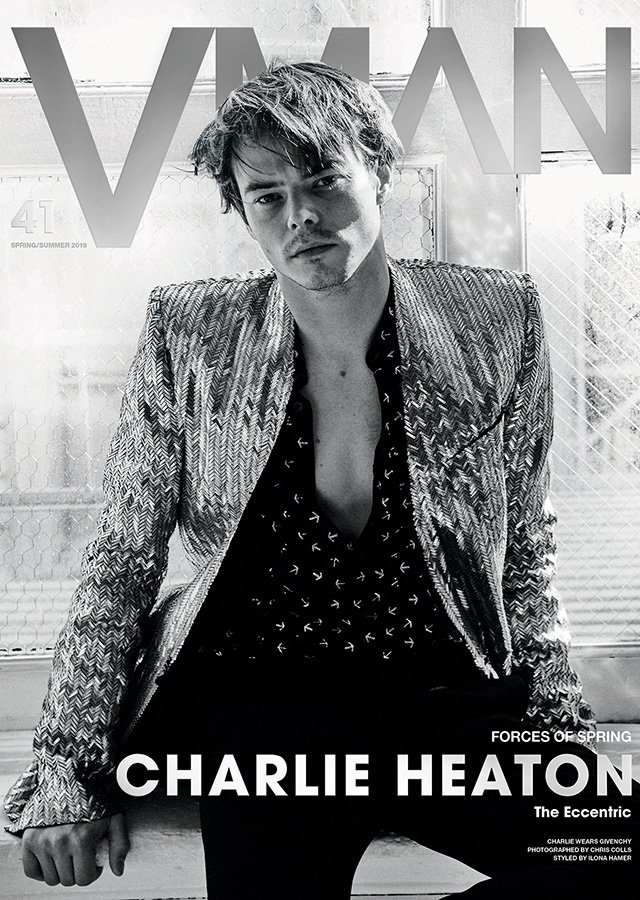 VMAN
41
SPRING/SUMMER 2019
FORCES OF SPRING
CHARLIE HEATON
The Eccentric
CHARLIE WEARS GIVENCHY
PHOTOGRAPHED BY CHRIS COLLS
STYLED BY ILONA HAMER